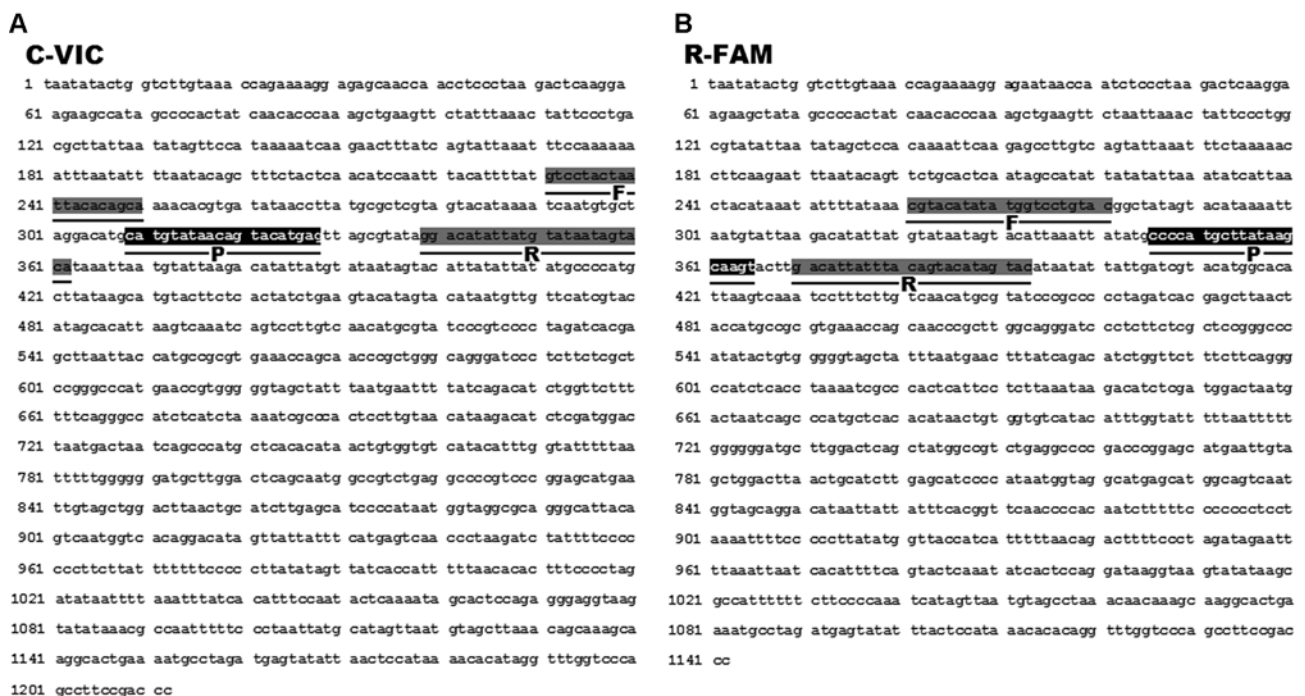 A
C-VIC
1 taatatactg gtcttgtaaa ccagaaaagg agagcaacca acctccctaa gactcaagga
61 agaagccata gccccactat caacacccaa agctgaagtt ctatttaaac tattccctga
121 cgcttattaa tatagttcca taaaaatcaa gaactttatc agtattaaat ttccaaaaaa
181 atttaatatt ttaatacagc tttctactac acatccaatt tacattttat gtcctactaa
F
241 ttacacagca aaacacgtga tataacctta tgcgctcgta gtacataaaa tcaatgtgct
301 aggacatgca tgtataacag tacatgagtt agcgtatagg acatattatg tataatagta
P R
361 cataaattaa tgtattaaga catattatgt ataatagtac attatattat atgccccatg
421 cttataagca tgtacttctc actatctgaa gtacatagta cataatgttg ttcatcgtac
481 atagcacatt aagtcaaatc agtccttgtc aacatgcgta tcccgtcccc tagatcacga
541 gcttaattac catgccgcgt gaaaccagca acccgctggg cagggatccc tcttctcgct
601 ccgggcccat gaaccgtggg ggtagctatt taatgaattt tatcagacat ctggttcttt
661 tttcagggcc atctcatcta aaatcgccca ctccttgtaa cataagacat ctcgatggac
721 taatgactaa tcagcccatg ctcacacata actgtggtgt catacatttg gtatttttaa
781 tttttggggg gatgcttgga ctcagcaatg gccgtctgag gccccgtccc ggagcatgaa
841 ttgtagctgg acttaactgc atcttgagca tccccataat ggtaggcgca gggcattaca
901 gtcaatggtc acaggacata gttattattt catgagtcaa ccctaagatc tattttcccc
961 cccttcttat ttttttcccc cttatatagt tatcaccatt tttaacacac tttcccctag
1021 atataatttt aaatttatca catttccaat actcaaaata gcactccaga gggaggtaag
1081 tatataaacg ccaatttttc cctaattatg catagttaat gtagcttaaa cagcaaagca
1141 aggcactgaa aatgcctaga tgagtatatt aactccataa aacacatagg tttggtccca
1201 gccttccgac cc
B
R-FAM
1 taatatactg gtcttgtaaa ccagaaaagg agaataacca atctccctaa gactcaagga
61 agaagctata gccccactat caacacccaa agctgaagtt ctaattaaac tattccctgg
121 cgtatattaa tatagctcca caaaattcaa gagccttgtc agtattaaat ttctaaaaac
181 cttcaagaat ttaatacagt tctgcactca atagccatat tatatattaa atatcattaa
241 ctacataaat attttataaa cgtacatata tggtcctgta cggctatagt acataaaatt
F
301 aatgtattaa gacatattat gtataatagt acattaaatt atatgcccca tgcttataag
P
361 caagtacttg acattattta cagtacatag tacataatat tattgatcgt acatggcaca
R
421 ttaagtcaaa tcctttcttg tcaacatgcg tatcccgccc cctagatcac gagcttaact
481 accatgccgc gtgaaaccag caacccgctt ggcagggatc cctcttctcg ctccgggccc
541 atatactgtg ggggtagcta tttaatgaac tttatcagac atctggttct ttcttcaggg
601 ccatctcacc taaaatcgcc cactcattcc tcttaaataa gacatctcga tggactaatg
661 actaatcagc ccatgctcac acataactgt ggtgtcatac atttggtatt tttaattttt
721 gggggatgc ttggactcag ctatggccgt ctgaggcccc gacccggagc atgaattgta
781 gctggactta actgcatctt gagcatcccc ataatggtag gcatgagcat ggcagtcaat
841 ggtagcagga cataattatt atttcacggt tcaaccccac aatctttttc ccccccctcct
901 aaaattttcc cccttatatg gttaccatca tttttaacag acttttccct agatagaatt
961 ttaaattaat cacattttca gtactcaaat atcactccag gataaggtaa gtatataagc
1021 gccatttttt cttccccaaa tcatagttaa tgtagcctaa acaacaaagc aaggcactga
1081 aaatgcctag atgagtatat ttactccata aacacacagg tttggtccca gccttccgac
1141 cc